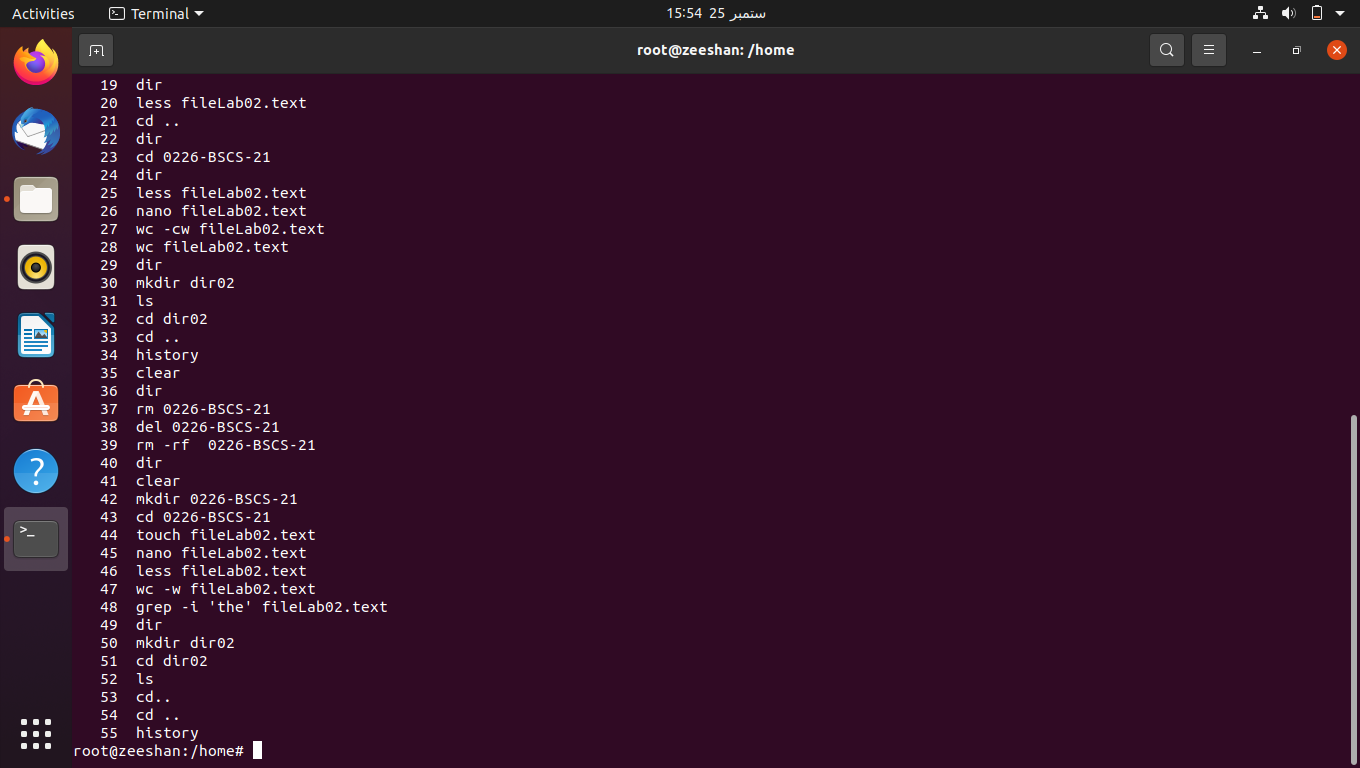 Activities Terminal 15:54 25 ستمبر
root@zeeshan: /home
19 dir
20 less fileLab02.text
21 cd ..
22 dir
23 cd 0226-BSCS-21
24 dir
25 less fileLab02.text
26 nano fileLab02.text
27 wc -cw fileLab02.text
28 wc fileLab02.text
29 dir
30 mkdir dir02
31 ls
32 cd dir02
33 cd ..
34 history
35 clear
36 dir
37 rm 0226-BSCS-21
38 del 0226-BSCS-21
39 rm -rf  0226-BSCS-21
40 dir
41 clear
42 mkdir 0226-BSCS-21
43 cd 0226-BSCS-21
44 touch fileLab02.text
45 nano fileLab02.text
46 less fileLab02.text
47 wc -w fileLab02.text
48 grep -i 'the' fileLab02.text
49 dir
50 mkdir dir02
51 cd dir02
52 ls
53 cd..
54 cd ..
55 history
root@zeeshan:/home#